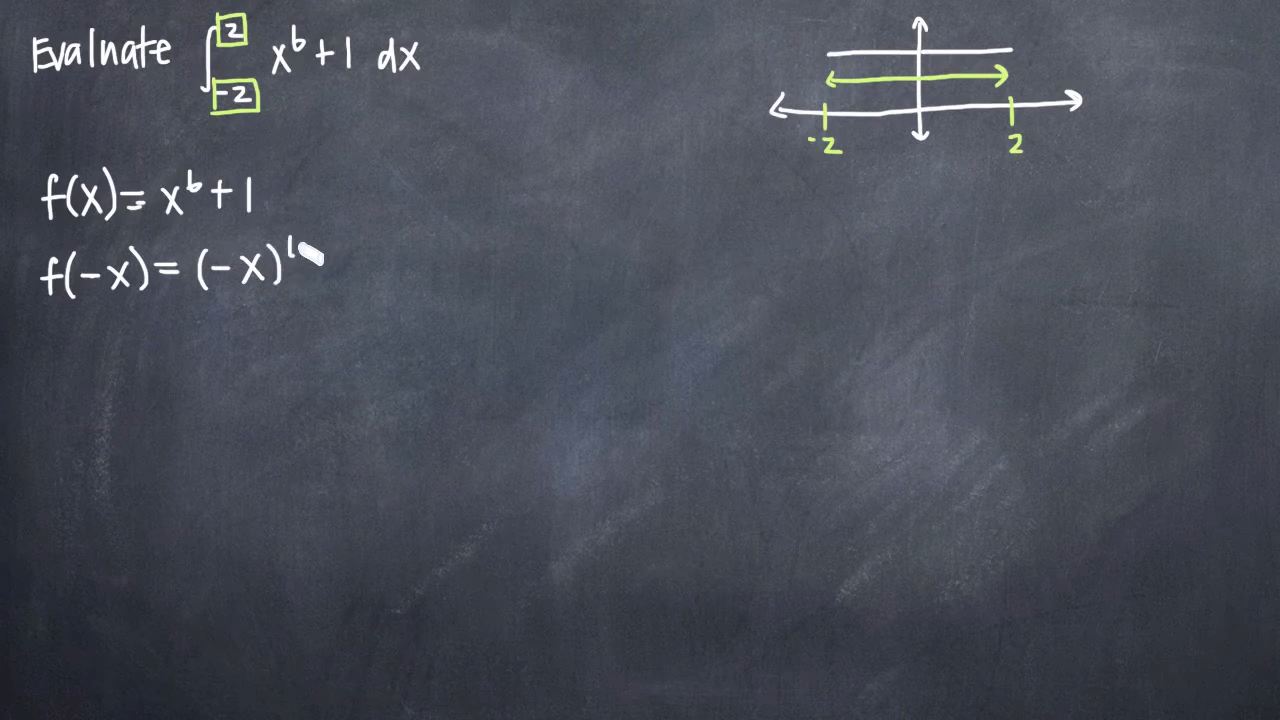 Evaluate ∫_{-2}^{2} x^6 + 1 dx
-2 2
f(x) = x^6 + 1
f(-x) = (-x)^